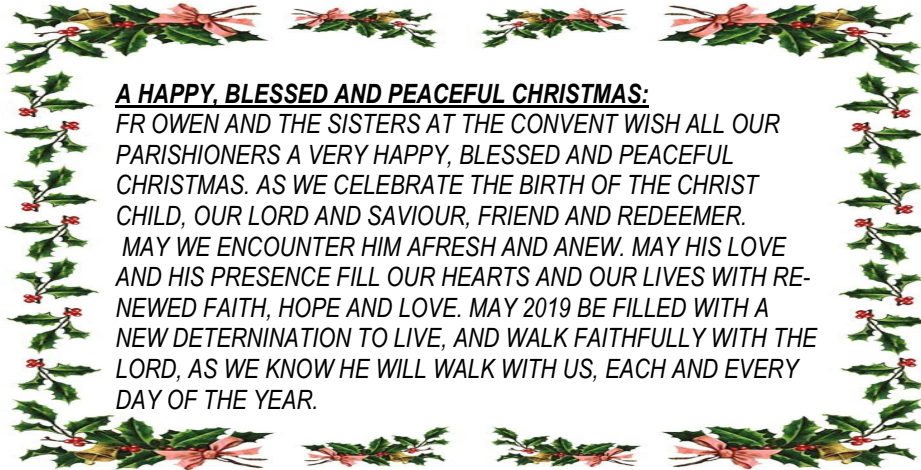 A HAPPY, BLESSED AND PEACEFUL CHRISTMAS:
FR OWEN AND THE SISTERS AT THE CONVENT WISH ALL OUR
PARISHIONERS A VERY HAPPY, BLESSED AND PEACEFUL
CHRISTMAS. AS WE CELEBRATE THE BIRTH OF THE CHRIST
CHILD, OUR LORD AND SAVIOUR, FRIEND AND REDEEMER.
MAY WE ENCOUNTER HIM AFRESH AND ANEW. MAY HIS LOVE
AND HIS PRESENCE FILL OUR HEARTS AND OUR LIVES WITH RE-
NEWED FAITH, HOPE AND LOVE. MAY 2019 BE FILLED WITH A
NEW DETERNINATION TO LIVE, AND WALK FAITHFULLY WITH THE
LORD, AS WE KNOW HE WILL WALK WITH US, EACH AND EVERY
DAY OF THE YEAR.